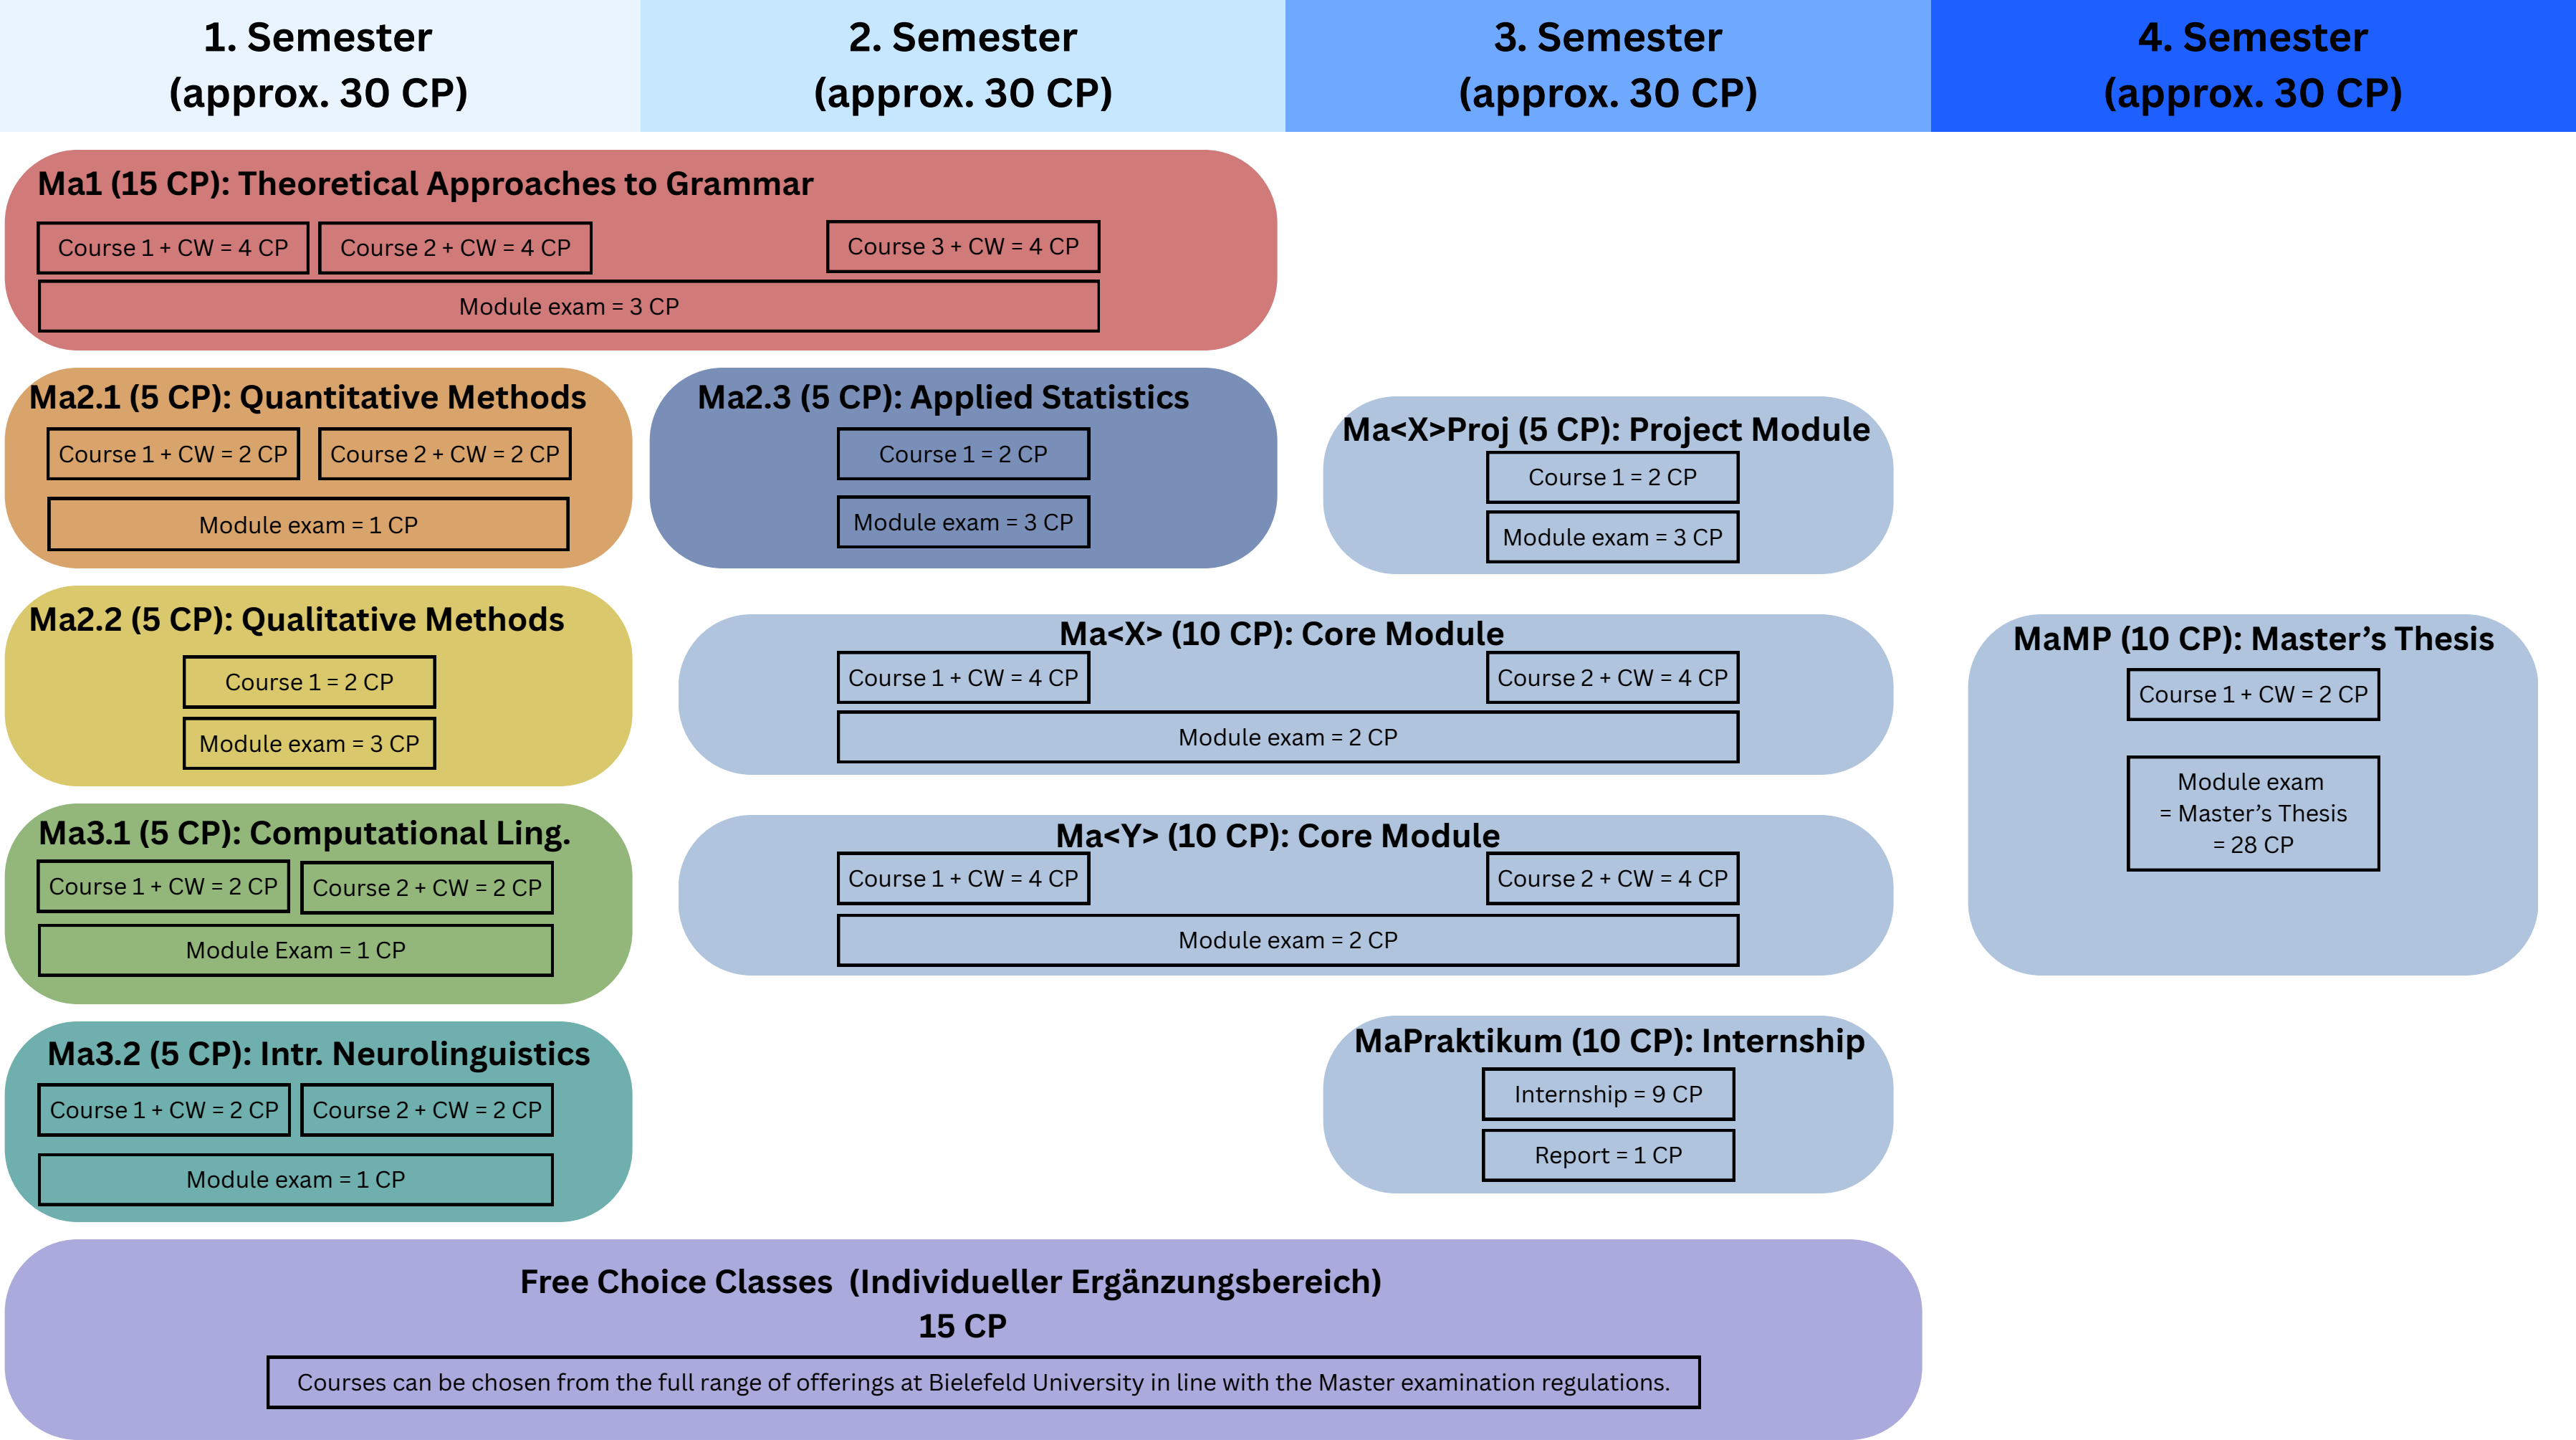 1. Semester
(approx. 30 CP)
2. Semester
(approx. 30 CP)
3. Semester
(approx. 30 CP)
4. Semester
(approx. 30 CP)
Ma1 (15 CP): Theoretical Approaches to Grammar
Course 1 + CW = 4 CP
Course 2 + CW = 4 CP
Course 3 + CW = 4 CP
Module exam = 3 CP
Ma2.1 (5 CP): Quantitative Methods
Course 1 + CW = 2 CP
Course 2 + CW = 2 CP
Module exam = 1 CP
Ma2.3 (5 CP): Applied Statistics
Course 1 = 2 CP
Module exam = 3 CP
Ma<X>Proj (5 CP): Project Module
Course 1 = 2 CP
Module exam = 3 CP
Ma2.2 (5 CP): Qualitative Methods
Course 1 = 2 CP
Module exam = 3 CP
Ma<X> (10 CP): Core Module
Course 1 + CW = 4 CP
Course 2 + CW = 4 CP
Module exam = 2 CP
MaMP (10 CP): Master’s Thesis
Course 1 + CW = 2 CP
Module exam
= Master’s Thesis
= 28 CP
Ma3.1 (5 CP): Computational Ling.
Course 1 + CW = 2 CP
Course 2 + CW = 2 CP
Module Exam = 1 CP
Ma<Y> (10 CP): Core Module
Course 1 + CW = 4 CP
Course 2 + CW = 4 CP
Module exam = 2 CP
Ma3.2 (5 CP): Intr. Neurolinguistics
Course 1 + CW = 2 CP
Course 2 + CW = 2 CP
Module exam = 1 CP
MaPraktikum (10 CP): Internship
Internship = 9 CP
Report = 1 CP
Free Choice Classes (Individueller Ergänzungsbereich)
15 CP
Courses can be chosen from the full range of offerings at Bielefeld University in line with the Master examination regulations.